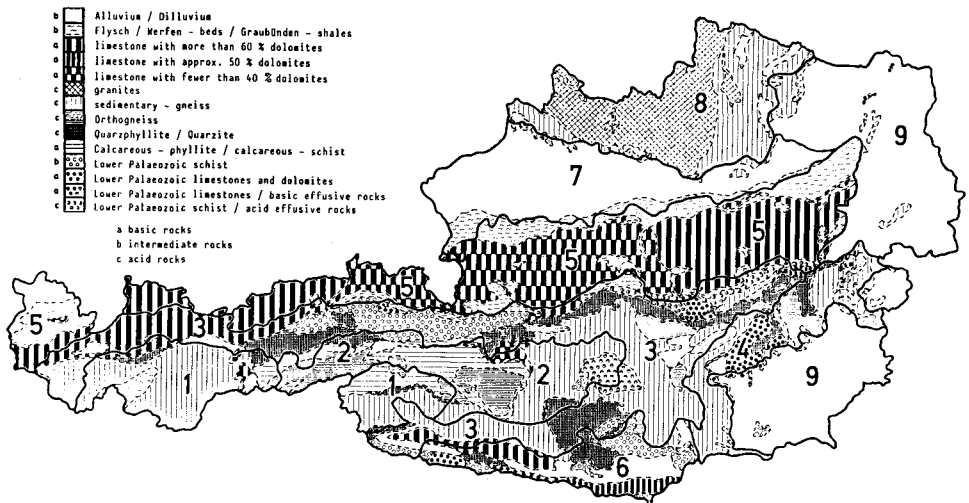 b Alluvium / Dilluvium
b Flysch / Werfen - beds / Graubünden - shales
a limestone with more than 60 % dolomites
a limestone with approx. 50 % dolomites
a limestone with fewer than 40 % dolomites
c granites
c sedimentary - gneiss
c Orthogneiss
c Quarzphyllite / Quarzite
a Calcareous - phyllite / calcareous - schist
b Lower Palaeozoic schist
a Lower Palaeozoic limestones and dolomites
a Lower Palaeozoic limestones / basic effusive rocks
c Lower Palaeozoic schist / acid effusive rocks
a basic rocks
b intermediate rocks
c acid rocks
8
9
7
5
5
5
5
3
3
4
2
2
1
1
9
3
6